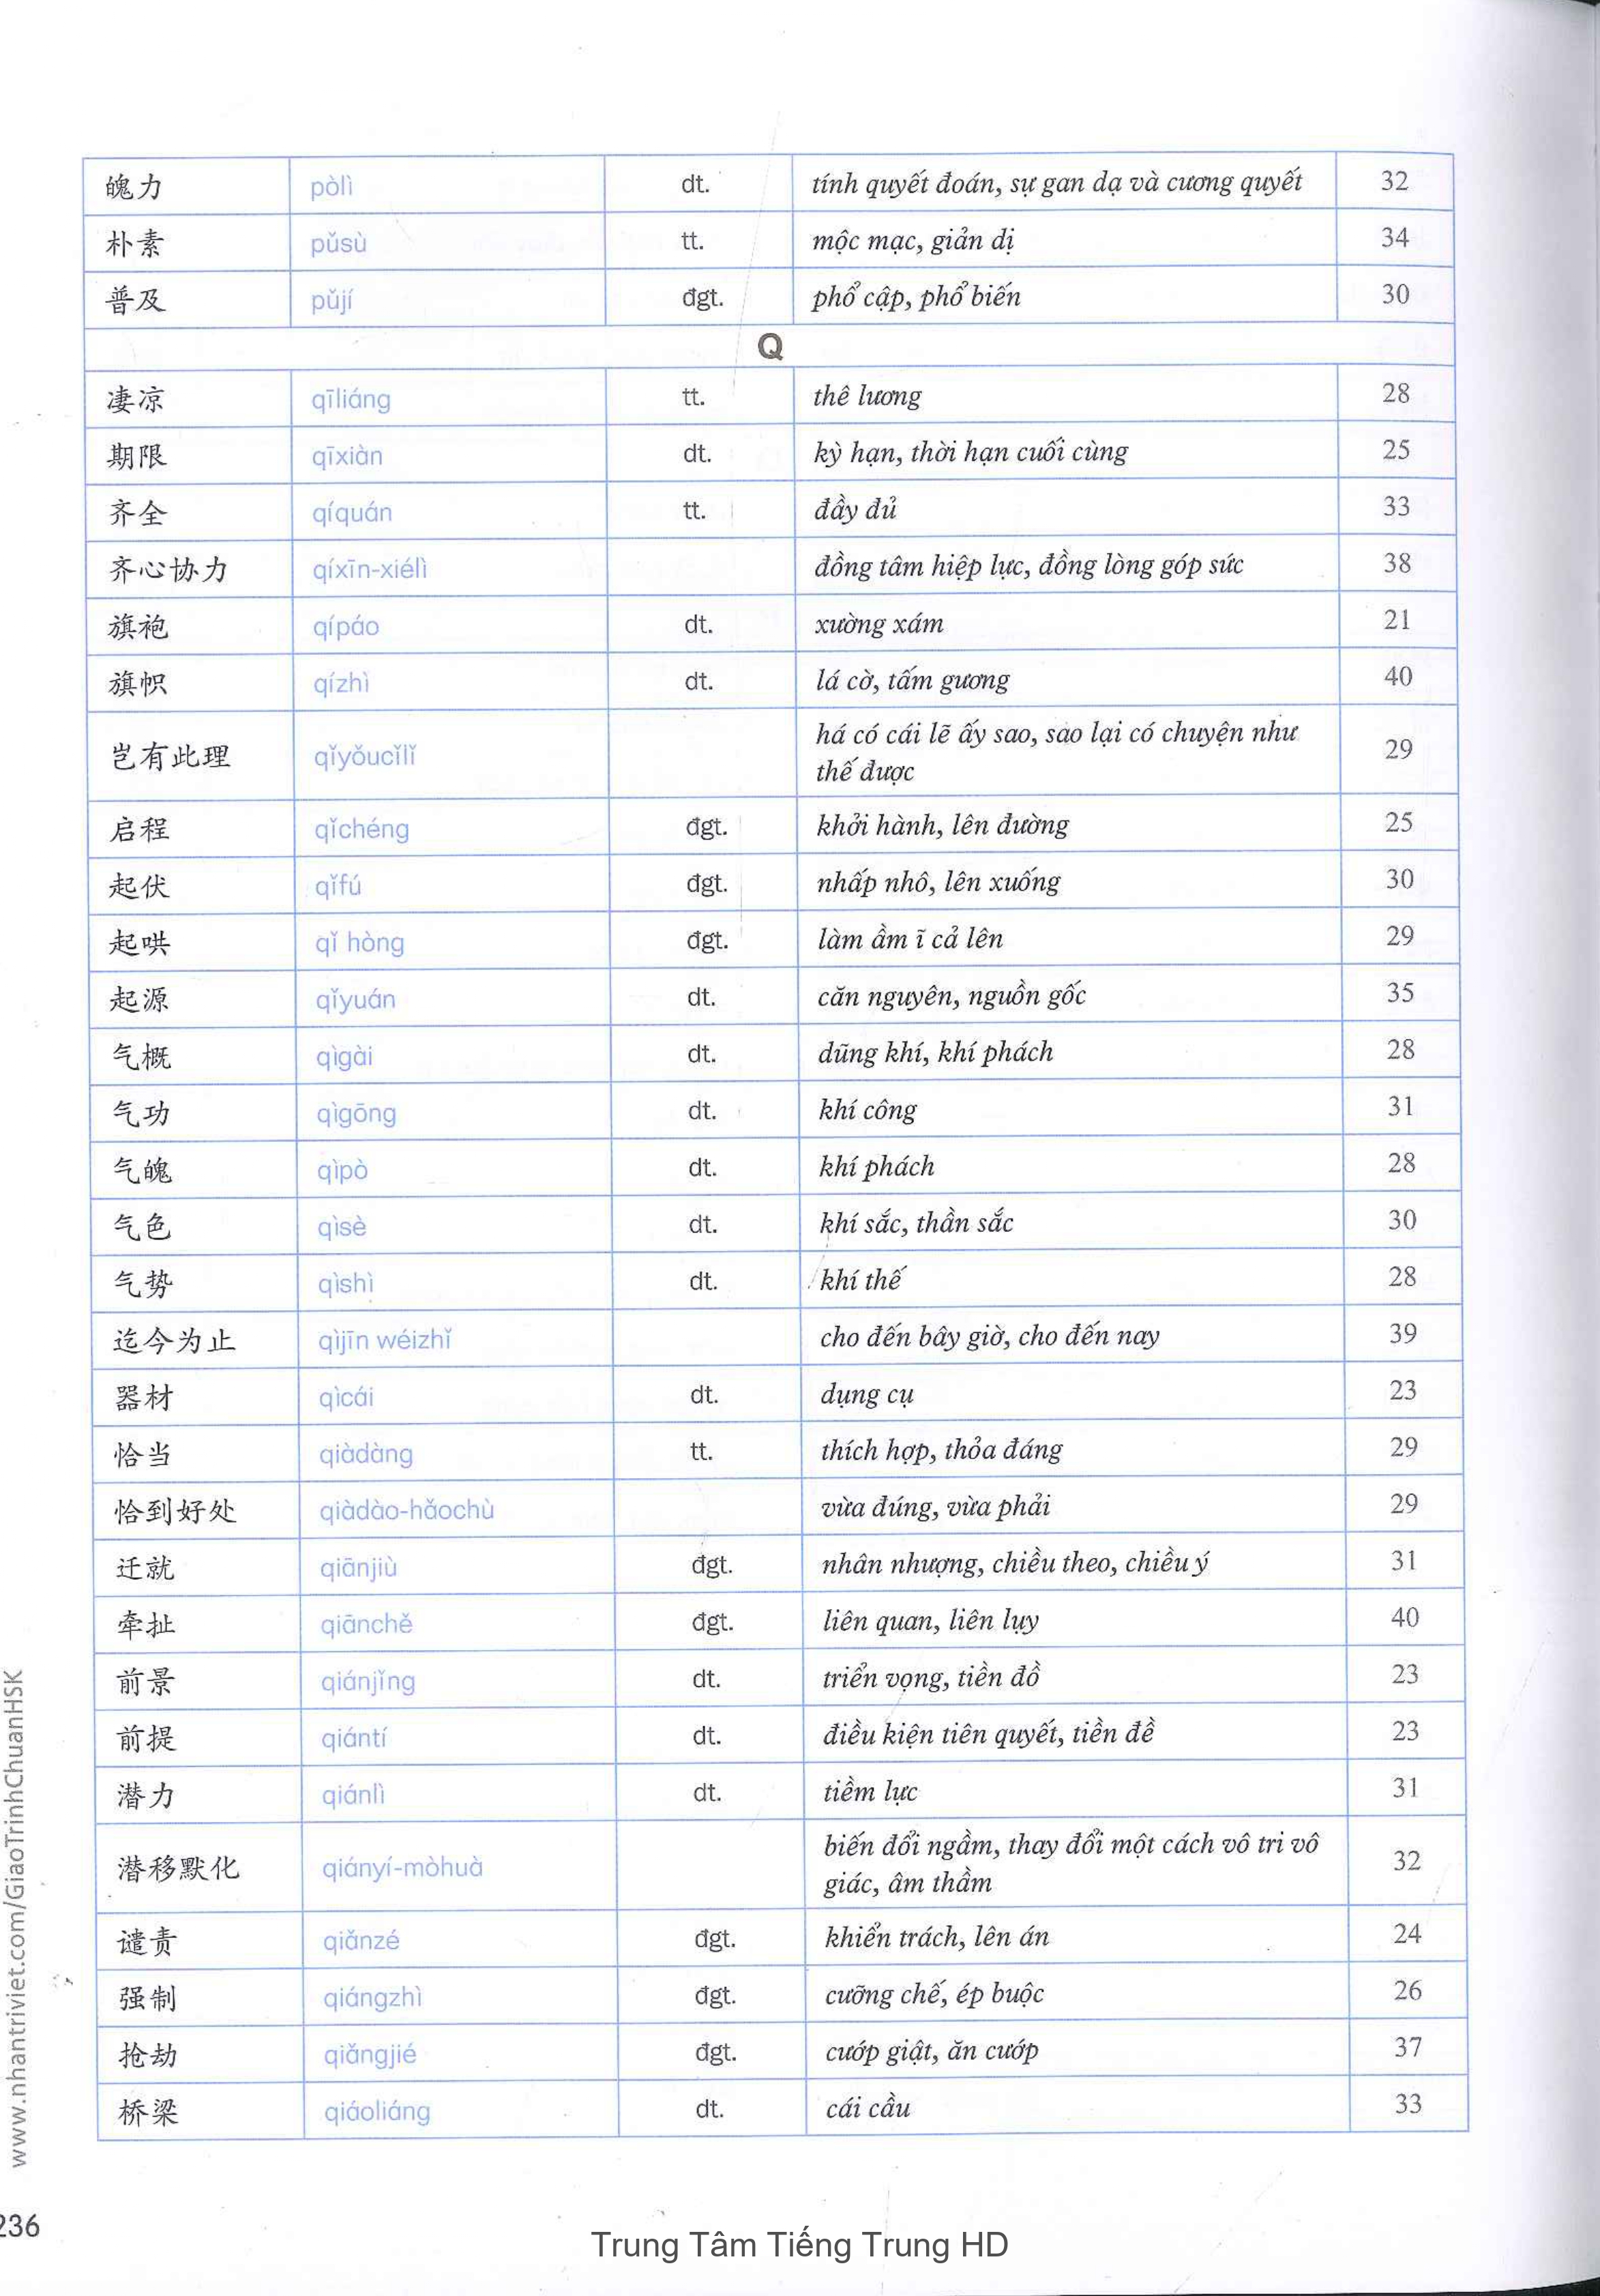 魄力 pòlì dt. tính quyết đoán, sự gan dạ và cương quyết 32
朴素 pǔsù tt. mộc mạc, giản dị 34
普及 pǔjí đgt. phổ cập, phổ biến 30
Q
凄凉 qīliáng tt. thê lương 28
期限 qīxiàn dt. kỳ hạn, thời hạn cuối cùng 25
齐全 qíquán tt. đầy đủ 33
齐心协力 qíxīn-xiélì đồng tâm hiệp lực, đồng lòng góp sức 38
旗袍 qípáo dt. xường xám 21
旗帜 qízhì dt. lá cờ, tấm gương 40
岂有此理 qǐyǒucǐlǐ há có cái lẽ ấy sao, sao lại có chuyện như
thế được 29
启程 qǐchéng đgt. khởi hành, lên đường 25
起伏 qǐfú đgt. nhấp nhô, lên xuống 30
起哄 qǐ hòng đgt. làm ầm ĩ cả lên 29
起源 qǐyuán dt. căn nguyên, nguồn gốc 35
气概 qìgài dt. dũng khí, khí phách 28
气功 qìgōng dt. khí công 31
气魄 qìpò dt. khí phách 28
气色 qìsè dt. khí sắc, thần sắc 30
气势 qìshì dt. khí thế 28
迄今为止 qìjīn wéizhǐ cho đến bây giờ, cho đến nay 39
器材 qìcái dt. dụng cụ 23
恰当 qiàdàng tt. thích hợp, thỏa đáng 29
恰到好处 qiàdào-hǎochù vừa đúng, vừa phải 29
迁就 qiānjiù đgt. nhân nhượng, chiều theo, chiều ý 31
牵扯 qiānchě đgt. liên quan, liên lụy 40
前景 qiánjǐng dt. triển vọng, tiền đồ 23
前提 qiántí dt. điều kiện tiên quyết, tiền đề 23
潜力 qiánlì dt. tiềm lực 31
潜移默化 qiányí-mòhuà biến đổi ngầm, thay đổi một cách vô tri vô
giác, âm thầm 32
谴责 qiǎnzé đgt. khiển trách, lên án 24
强制 qiángzhì đgt. cưỡng chế, ép buộc 26
抢劫 qiǎngjié đgt. cướp giật, ăn cướp 37
桥梁 qiáoliáng dt. cái cầu 33
www.nhantriviet.com/GiaoTrinhChuanHSK
236
Trung Tâm Tiếng Trung HD